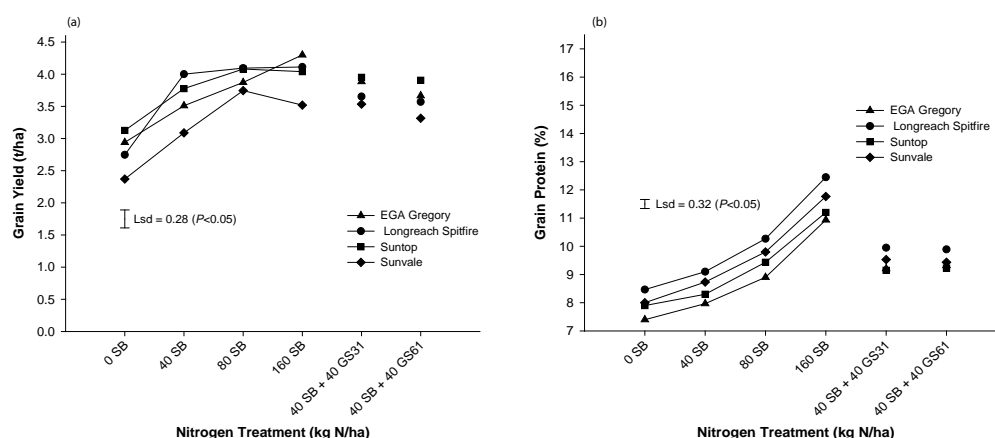 (a)
Grain Yield (t/ha)
4.5
4.0
3.5
3.0
2.5
2.0
1.5
1.0
0.5
0.0
Lsd = 0.28 (P<0.05)
EGA Gregory
Longreach Spitfire
Suntop
Sunvale
0 SB
40 SB
80 SB
160 SB
40 SB + 40 GS31
40 SB + 40 GS61
Nitrogen Treatment (kg N/ha)
(b)
Grain Protein (%)
17
16
15
14
13
12
11
10
9
8
7
EGA Gregory
Longreach Spitfire
Suntop
Sunvale
Lsd = 0.32 (P<0.05)
0 SB
40 SB
80 SB
160 SB
40 SB + 40 GS31
40 SB + 40 GS61
Nitrogen Treatment (kg N/ha)